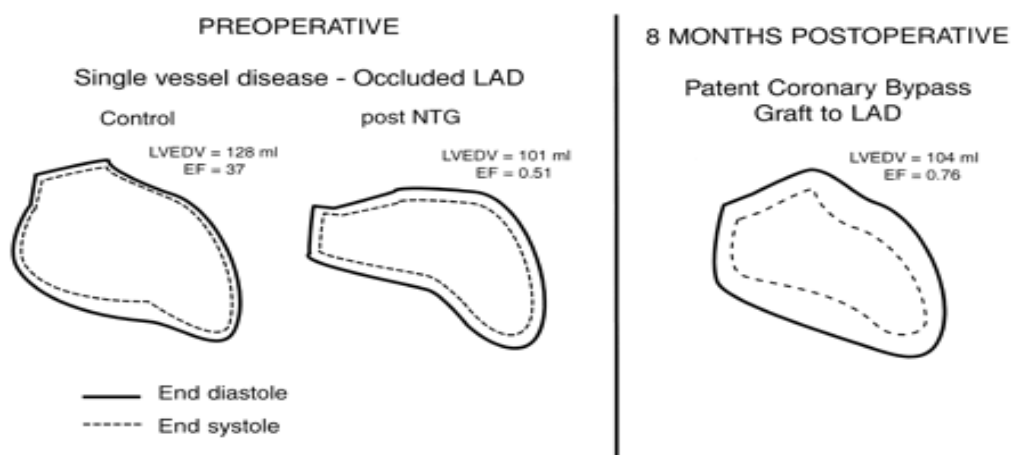 PREOPERATIVE
Single vessel disease - Occluded LAD
Control
LVEDV = 128 ml
EF = 37
post NTG
LVEDV = 101 ml
EF = 0.51
End diastole
End systole
8 MONTHS POSTOPERATIVE
Patent Coronary Bypass
Graft to LAD
LVEDV = 104 ml
EF = 0.76